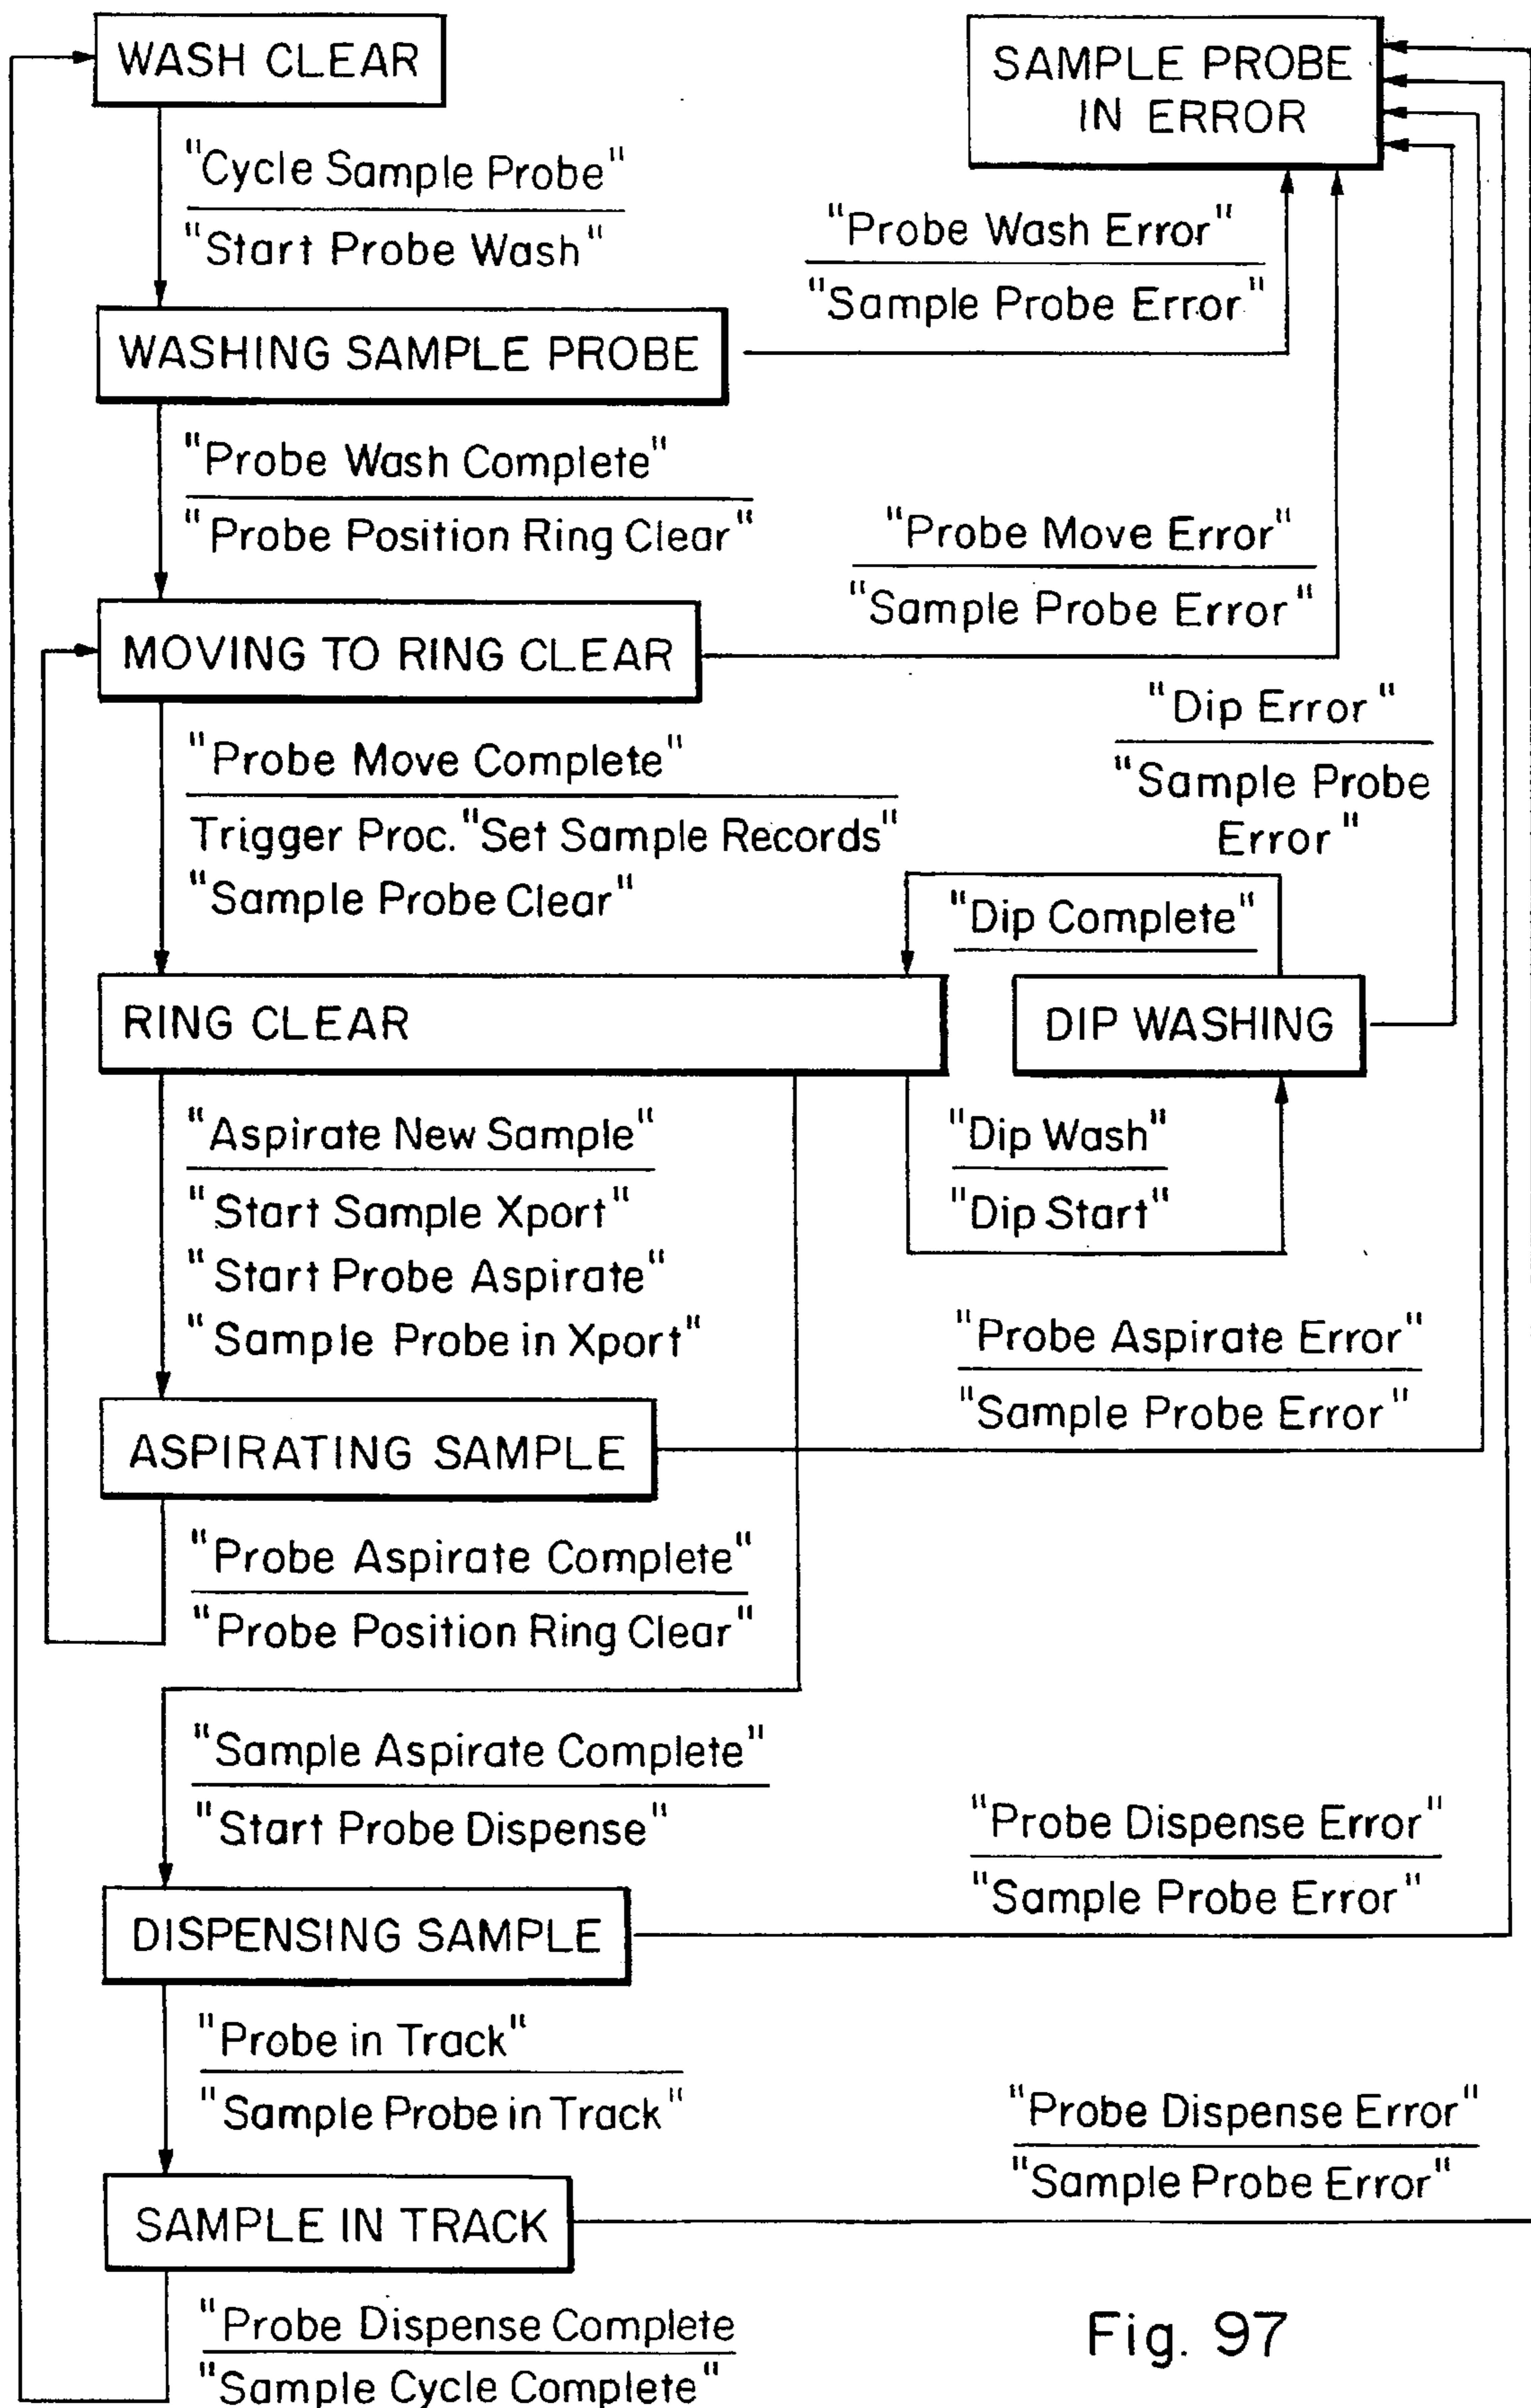 WASH CLEAR
SAMPLE PROBE
IN ERROR
"Cycle Sample Probe"
"Start Probe Wash"
"Probe Wash Error"
"Sample Probe Error"
WASHING SAMPLE PROBE
"Probe Wash Complete"
"Probe Position Ring Clear"
"Probe Move Error"
"Sample Probe Error"
MOVING TO RING CLEAR
"Dip Error"
"Sample Probe
Error"
"Probe Move Complete"
Trigger Proc. "Set Sample Records"
"Sample Probe Clear"
"Dip Complete"
RING CLEAR
DIP WASHING
"Aspirate New Sample"
"Start Sample Xport"
"Start Probe Aspirate"
"Sample Probe in Xport"
"Dip Wash"
"Dip Start"
"Probe Aspirate Error"
"Sample Probe Error"
ASPIRATING SAMPLE
"Probe Aspirate Complete"
"Probe Position Ring Clear"
"Sample Aspirate Complete"
"Start Probe Dispense"
"Probe Dispense Error"
"Sample Probe Error"
DISPENSING SAMPLE
"Probe in Track"
"Sample Probe in Track"
"Probe Dispense Error"
"Sample Probe Error"
SAMPLE IN TRACK
"Probe Dispense Complete
"Sample Cycle Complete"
Fig. 97